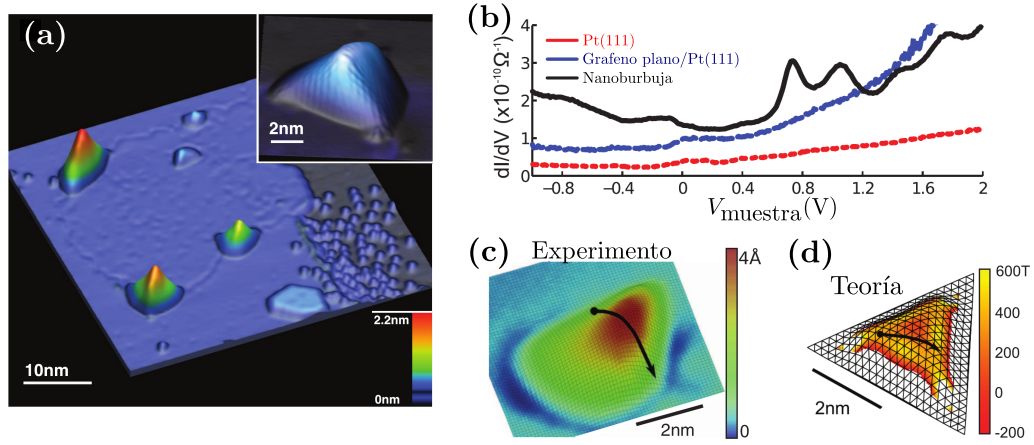 (a)
2nm
10nm
2.2nm
0nm
(b)
dI/dV (x10⁻¹⁰Ω⁻¹)
4
3
2
1
0
Pt(111)
Grafeno plano/Pt(111)
Nanoburbuja
−0.8 −0.4 0 0.4 0.8 1.2 1.6 2
Vmuestra(V)
(c) Experimento
4Å
0
2nm
(d)
Teoría
600T
400
200
0
-200
2nm